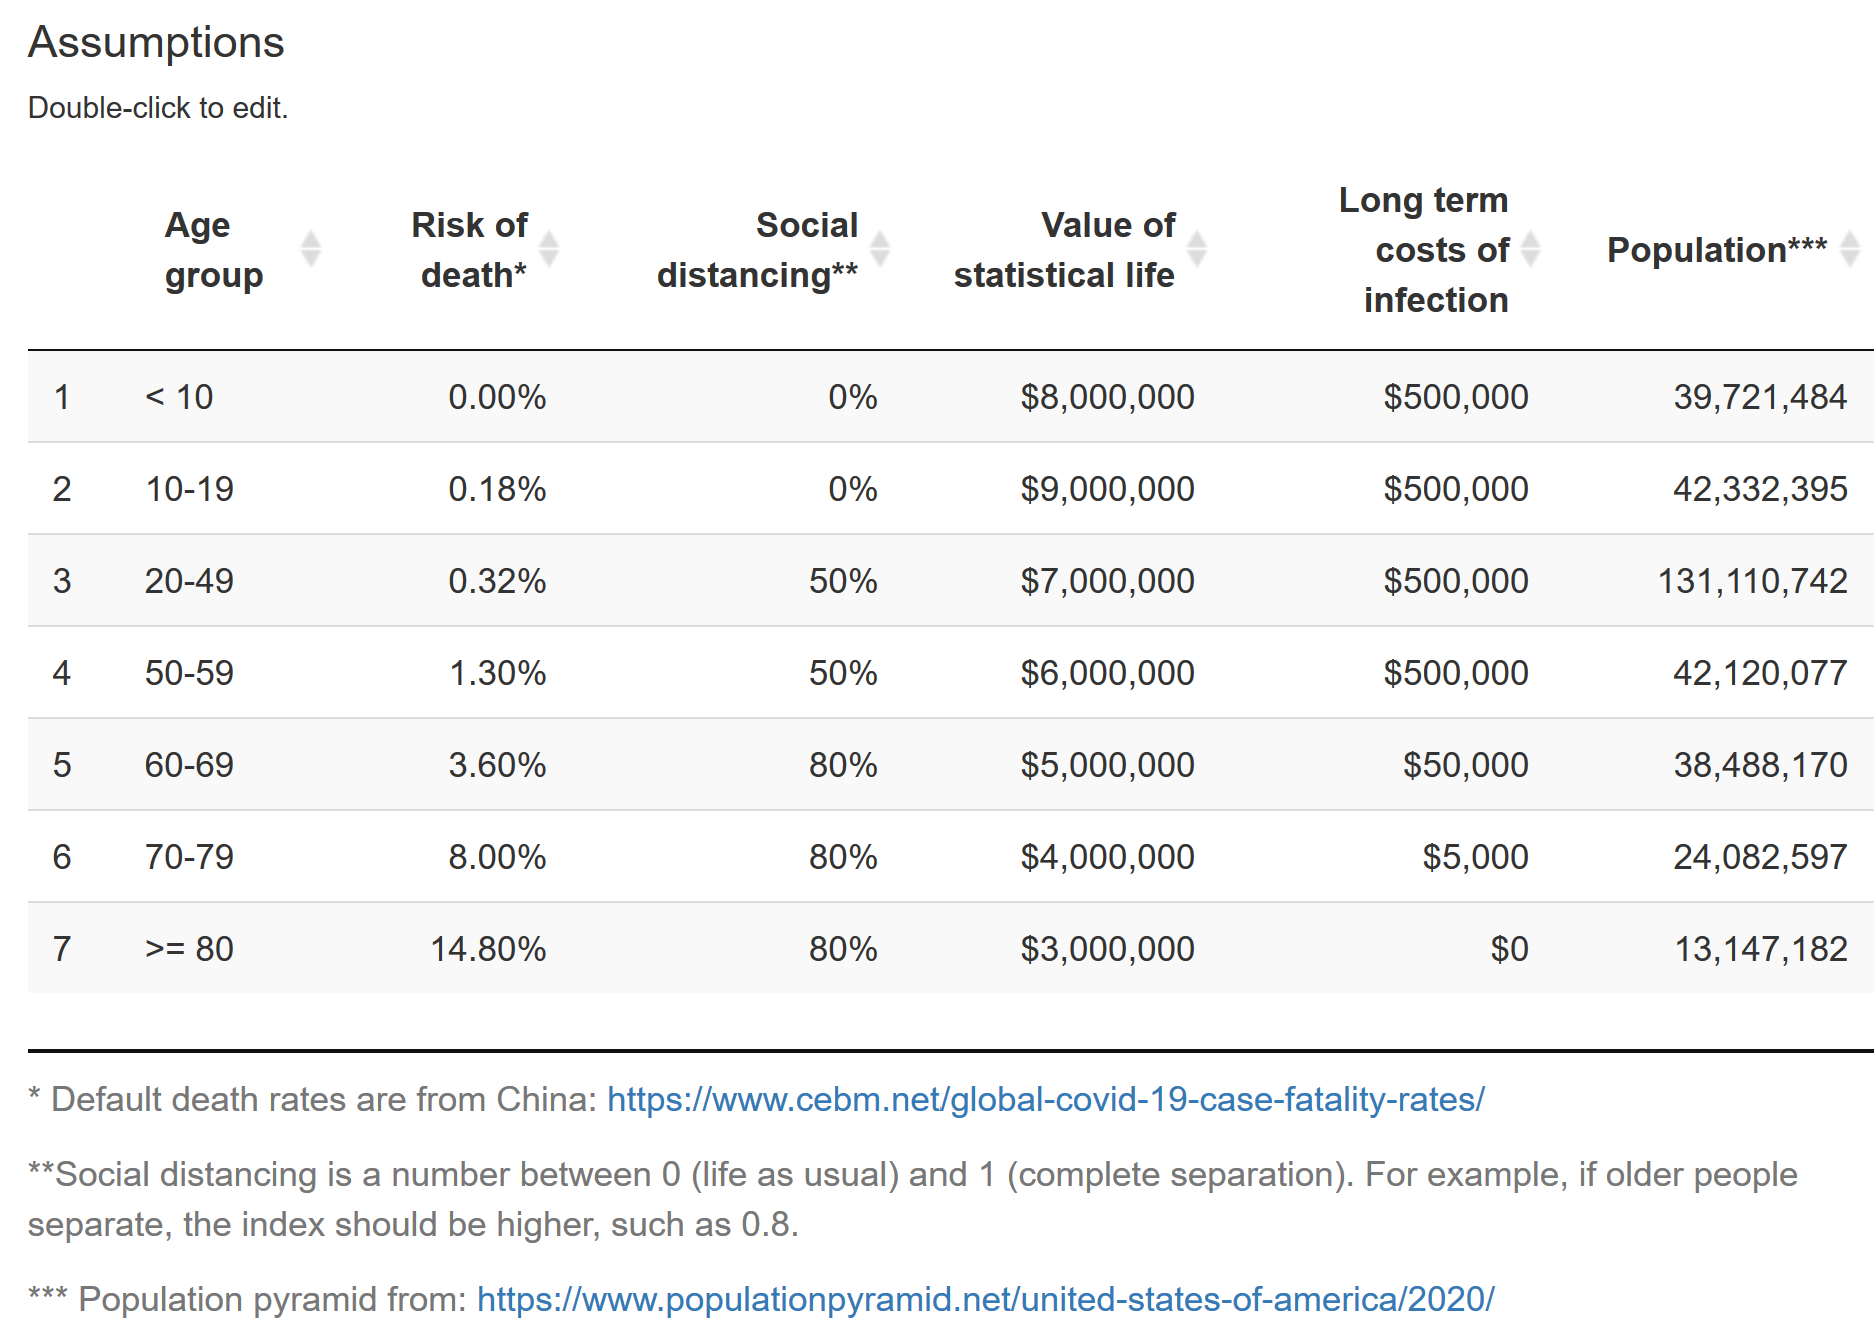 Assumptions
Double-click to edit.
Age group Risk of death* Social distancing** Value of statistical life Long term costs of infection Population***
1 < 10 0.00% 0% $8,000,000 $500,000 39,721,484
2 10-19 0.18% 0% $9,000,000 $500,000 42,332,395
3 20-49 0.32% 50% $7,000,000 $500,000 131,110,742
4 50-59 1.30% 50% $6,000,000 $500,000 42,120,077
5 60-69 3.60% 80% $5,000,000 $50,000 38,488,170
6 70-79 8.00% 80% $4,000,000 $5,000 24,082,597
7 >= 80 14.80% 80% $3,000,000 $0 13,147,182
* Default death rates are from China: https://www.cebm.net/global-covid-19-case-fatality-rates/
**Social distancing is a number between 0 (life as usual) and 1 (complete separation). For example, if older people
separate, the index should be higher, such as 0.8.
*** Population pyramid from: https://www.populationpyramid.net/united-states-of-america/2020/